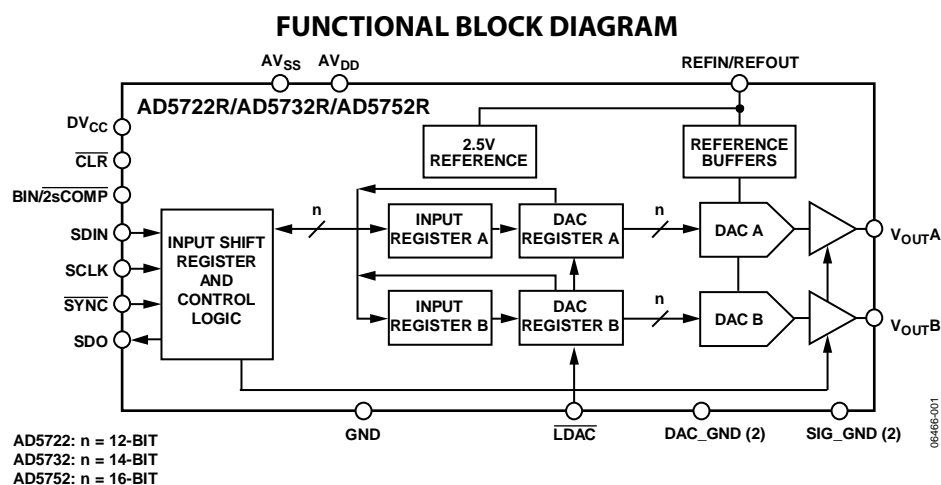 FUNCTIONAL BLOCK DIAGRAM
AVSS
AVDD
REFIN/REFOUT
AD5722R/AD5732R/AD5752R
DVCC
CLR
BIN/2sCOMP
SDIN
SCLK
SYNC
SDO
2.5V
REFERENCE
REFERENCE
BUFFERS
INPUT SHIFT
REGISTER
AND
CONTROL
LOGIC
n
INPUT
REGISTER A
DAC
REGISTER A
n
DAC A
VOUTA
INPUT
REGISTER B
DAC
REGISTER B
n
DAC B
VOUTB
GND
LDAC
DAC_GND (2)
SIG_GND (2)
AD5722: n = 12-BIT
AD5732: n = 14-BIT
AD5752: n = 16-BIT
06466-001